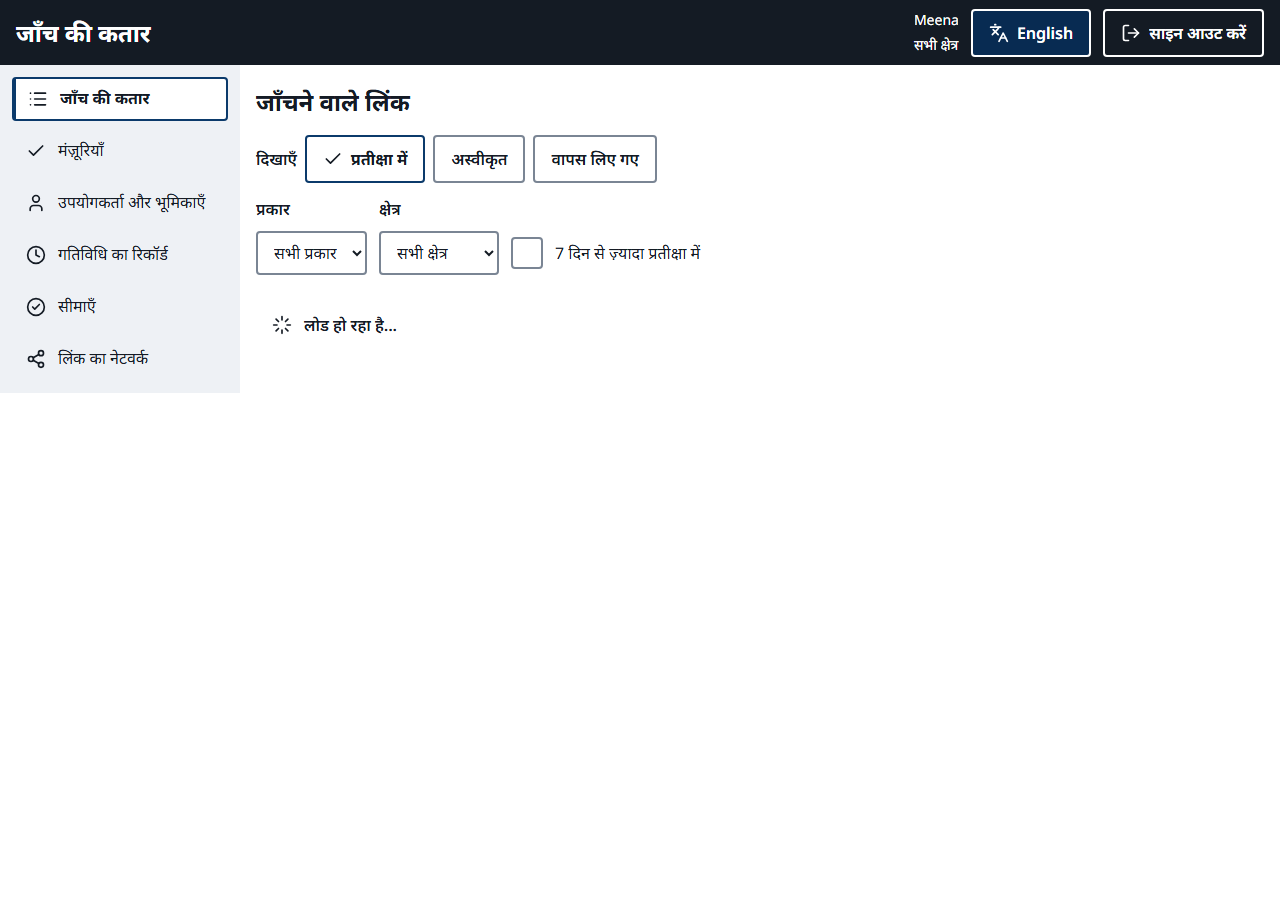 जाँच की कतार
Meena
सभी क्षेत्र
English
साइन आउट करें
जाँच की कतार
मंज़ूरियाँ
उपयोगकर्ता और भूमिकाएँ
गतिविधि का रिकॉर्ड
सीमाएँ
लिंक का नेटवर्क
जाँचने वाले लिंक
दिखाएँ
प्रतीक्षा में
अस्वीकृत
वापस लिए गए
प्रकार
क्षेत्र
सभी प्रकार
सभी क्षेत्र
7 दिन से ज़्यादा प्रतीक्षा में
लोड हो रहा है...